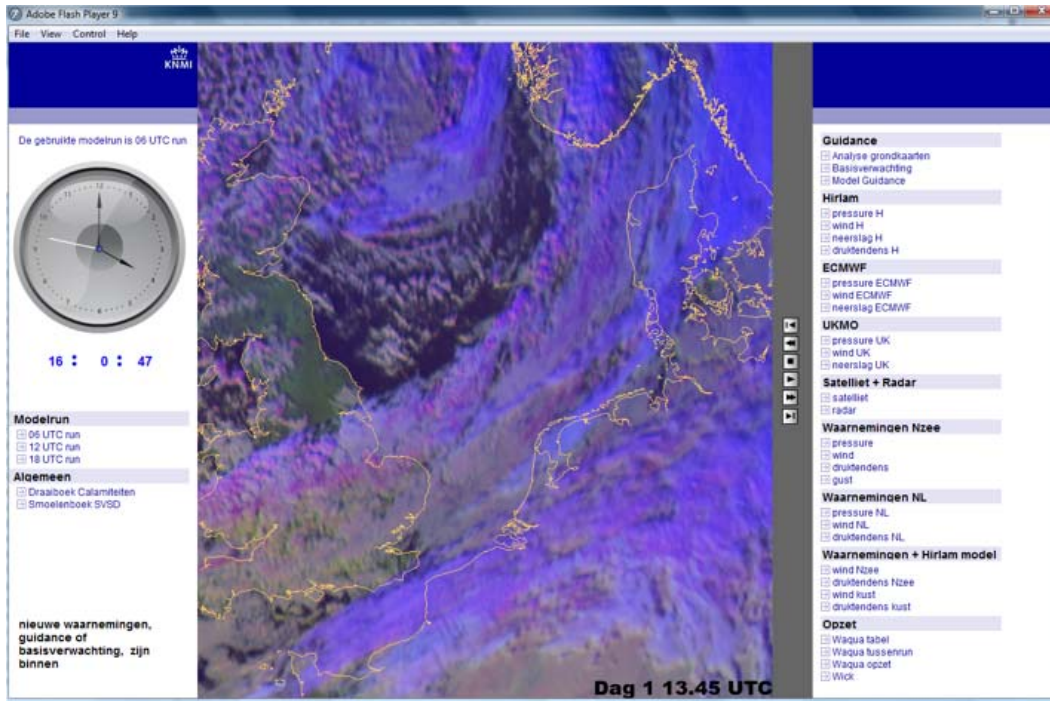 Adobe Flash Player 9
File View Control Help
KNMI
De gebruikte modelrun is 06 UTC run
16 : 0 : 47
Modelrun
06 UTC run
12 UTC run
18 UTC run
Algemeen
Draaiboek Calamiteiten
Smoelenboek SVSD
nieuwe waarnemingen,
guidance of
basisverwachting, zijn
binnen
Dag 1 13.45 UTC
Guidance
Analyse grondkaarten
Basisverwachting
Model Guidance
Hirlam
pressure H
wind H
neerslag H
druktendens H
ECMWF
pressure ECMWF
wind ECMWF
neerslag ECMWF
UKMO
pressure UK
wind UK
neerslag UK
Satelliet + Radar
satelliet
radar
Waarnemingen Nzee
pressure
wind
druktendens
gust
Waarnemingen NL
pressure NL
wind NL
druktendens NL
Waarnemingen + Hirlam model
wind Nzee
druktendens Nzee
wind kust
druktendens kust
Opzet
Waqua tabel
Waqua tussenrun
Waqua opzet
Wick